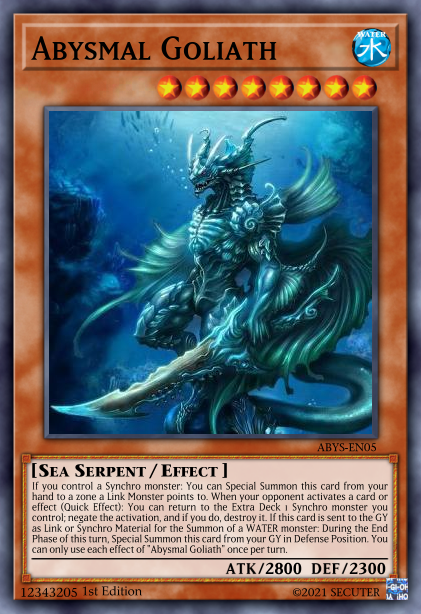 Abysmal Goliath
WATER
水
ABYS-EN05
[Sea Serpent / Effect ]
If you control a Synchro monster: You can Special Summon this card from your
hand to a zone a Link Monster points to. When your opponent activates a card or
effect (Quick Effect): You can return to the Extra Deck 1 Synchro monster you
control; negate the activation, and if you do, destroy it. If this card is sent to the GY
as Link or Synchro Material for the Summon of a WATER monster: During the End
Phase of this turn, Special Summon this card from your GY in Defense Position. You
can only use each effect of "Abysmal Goliath" once per turn.
ATK/2800 DEF/2300
12343205 1st Edition
©2021 SECUTER